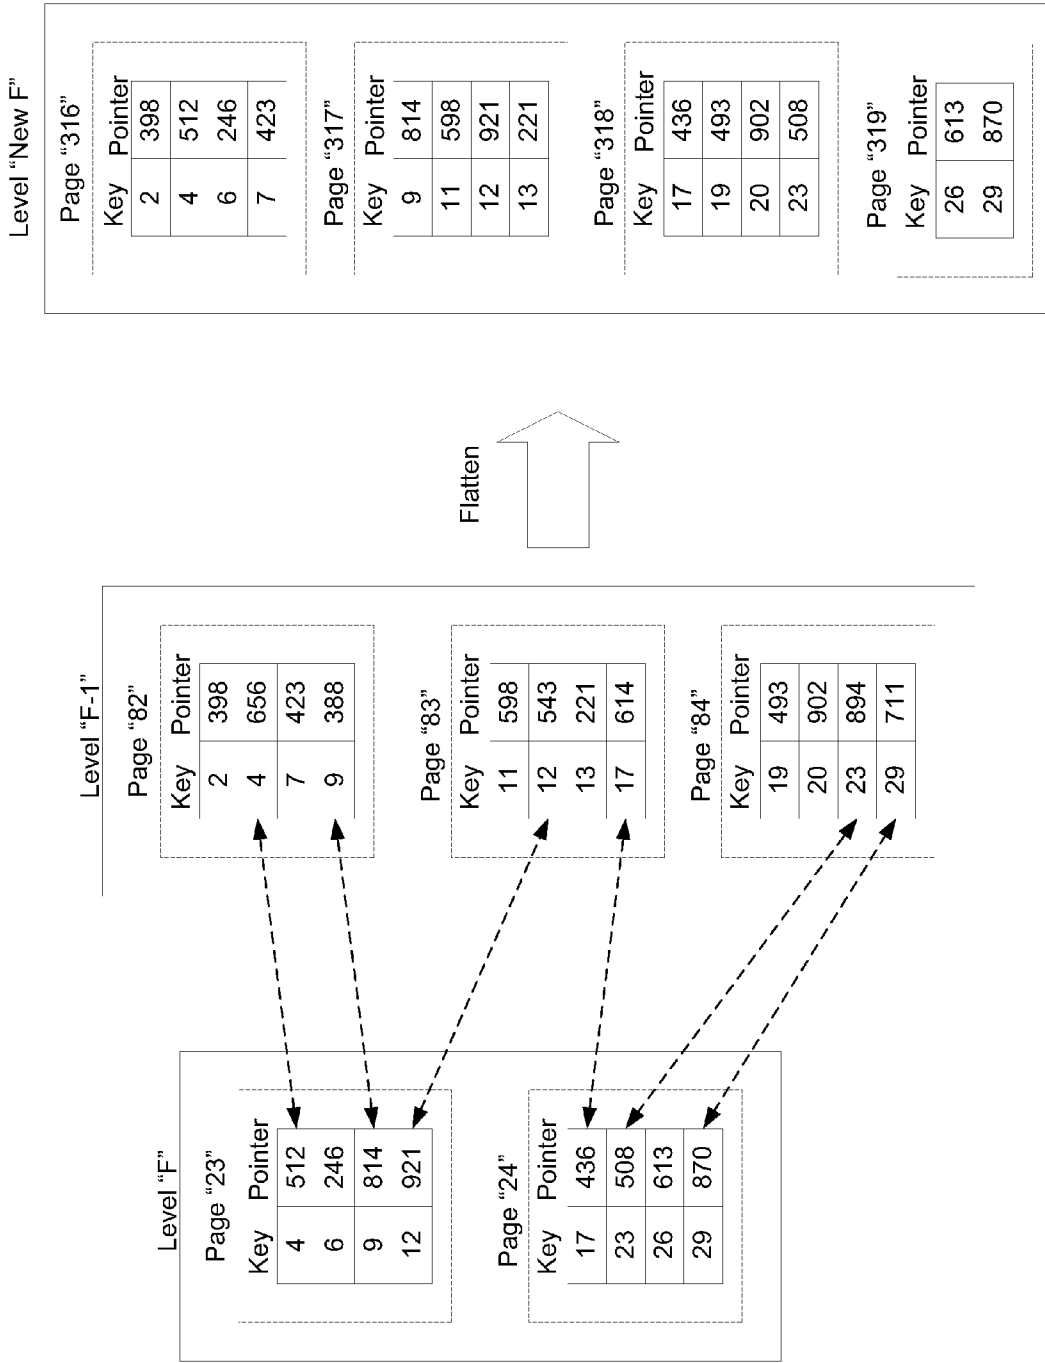 Level “F”
Page “23”
Key Pointer
4 512
6 246
9 814
12 921
Page “24”
Key Pointer
17 436
23 508
26 613
29 870
Level “F-1”
Page “82”
Key Pointer
2 398
4 656
7 423
9 388
Page “83”
Key Pointer
11 598
12 543
13 221
17 614
Page “84”
Key Pointer
19 493
20 902
23 894
29 711
Flatten
Level “New F”
Page “316”
Key Pointer
2 398
4 512
6 246
7 423
Page “317”
Key Pointer
9 814
11 598
12 921
13 221
Page “318”
Key Pointer
17 436
19 493
20 902
23 508
Page “319”
Key Pointer
26 613
29 870